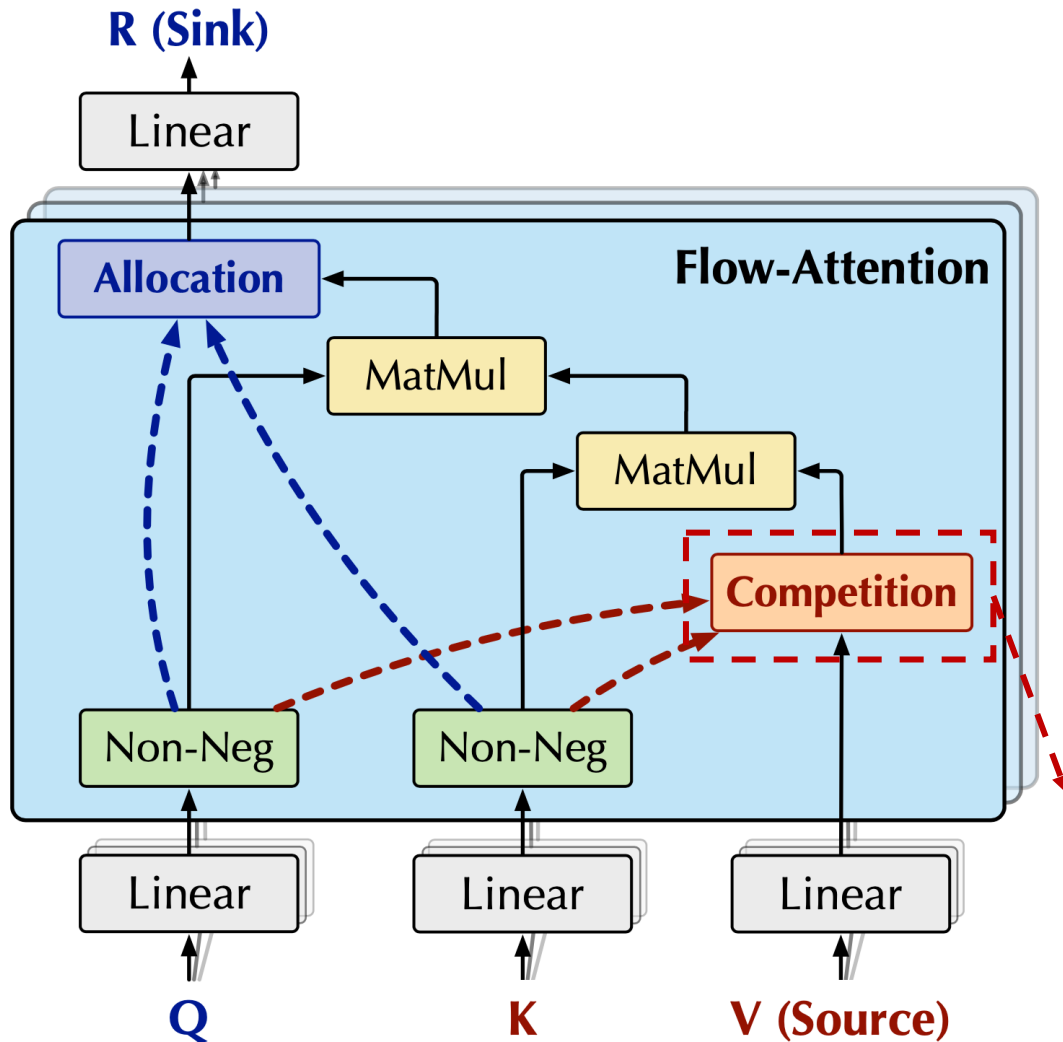 R (Sink)
Linear
Flow-Attention
Allocation
MatMul
MatMul
Competition
Non-Neg
Non-Neg
Linear
Linear
Linear
Q
K
V (Source)